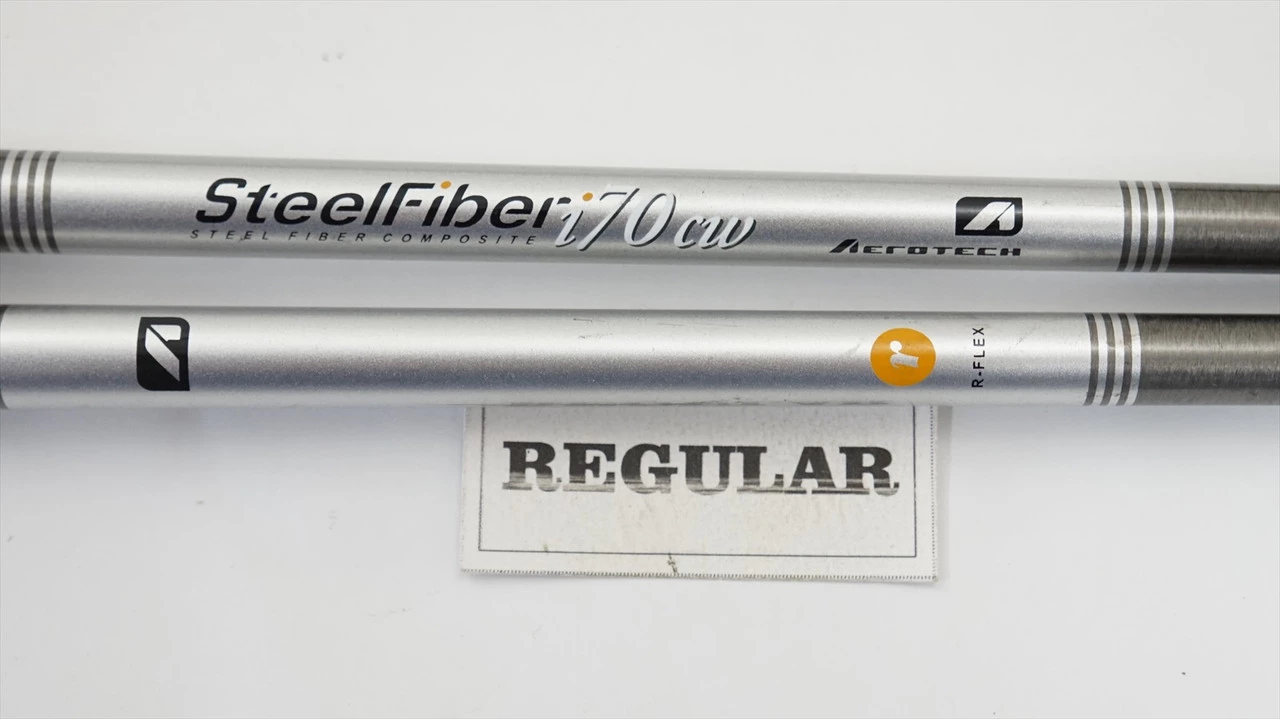 SteelFiber i70 cw
STEEL FIBER COMPOSITE
AEROTECH
r
R-FLEX
REGULAR